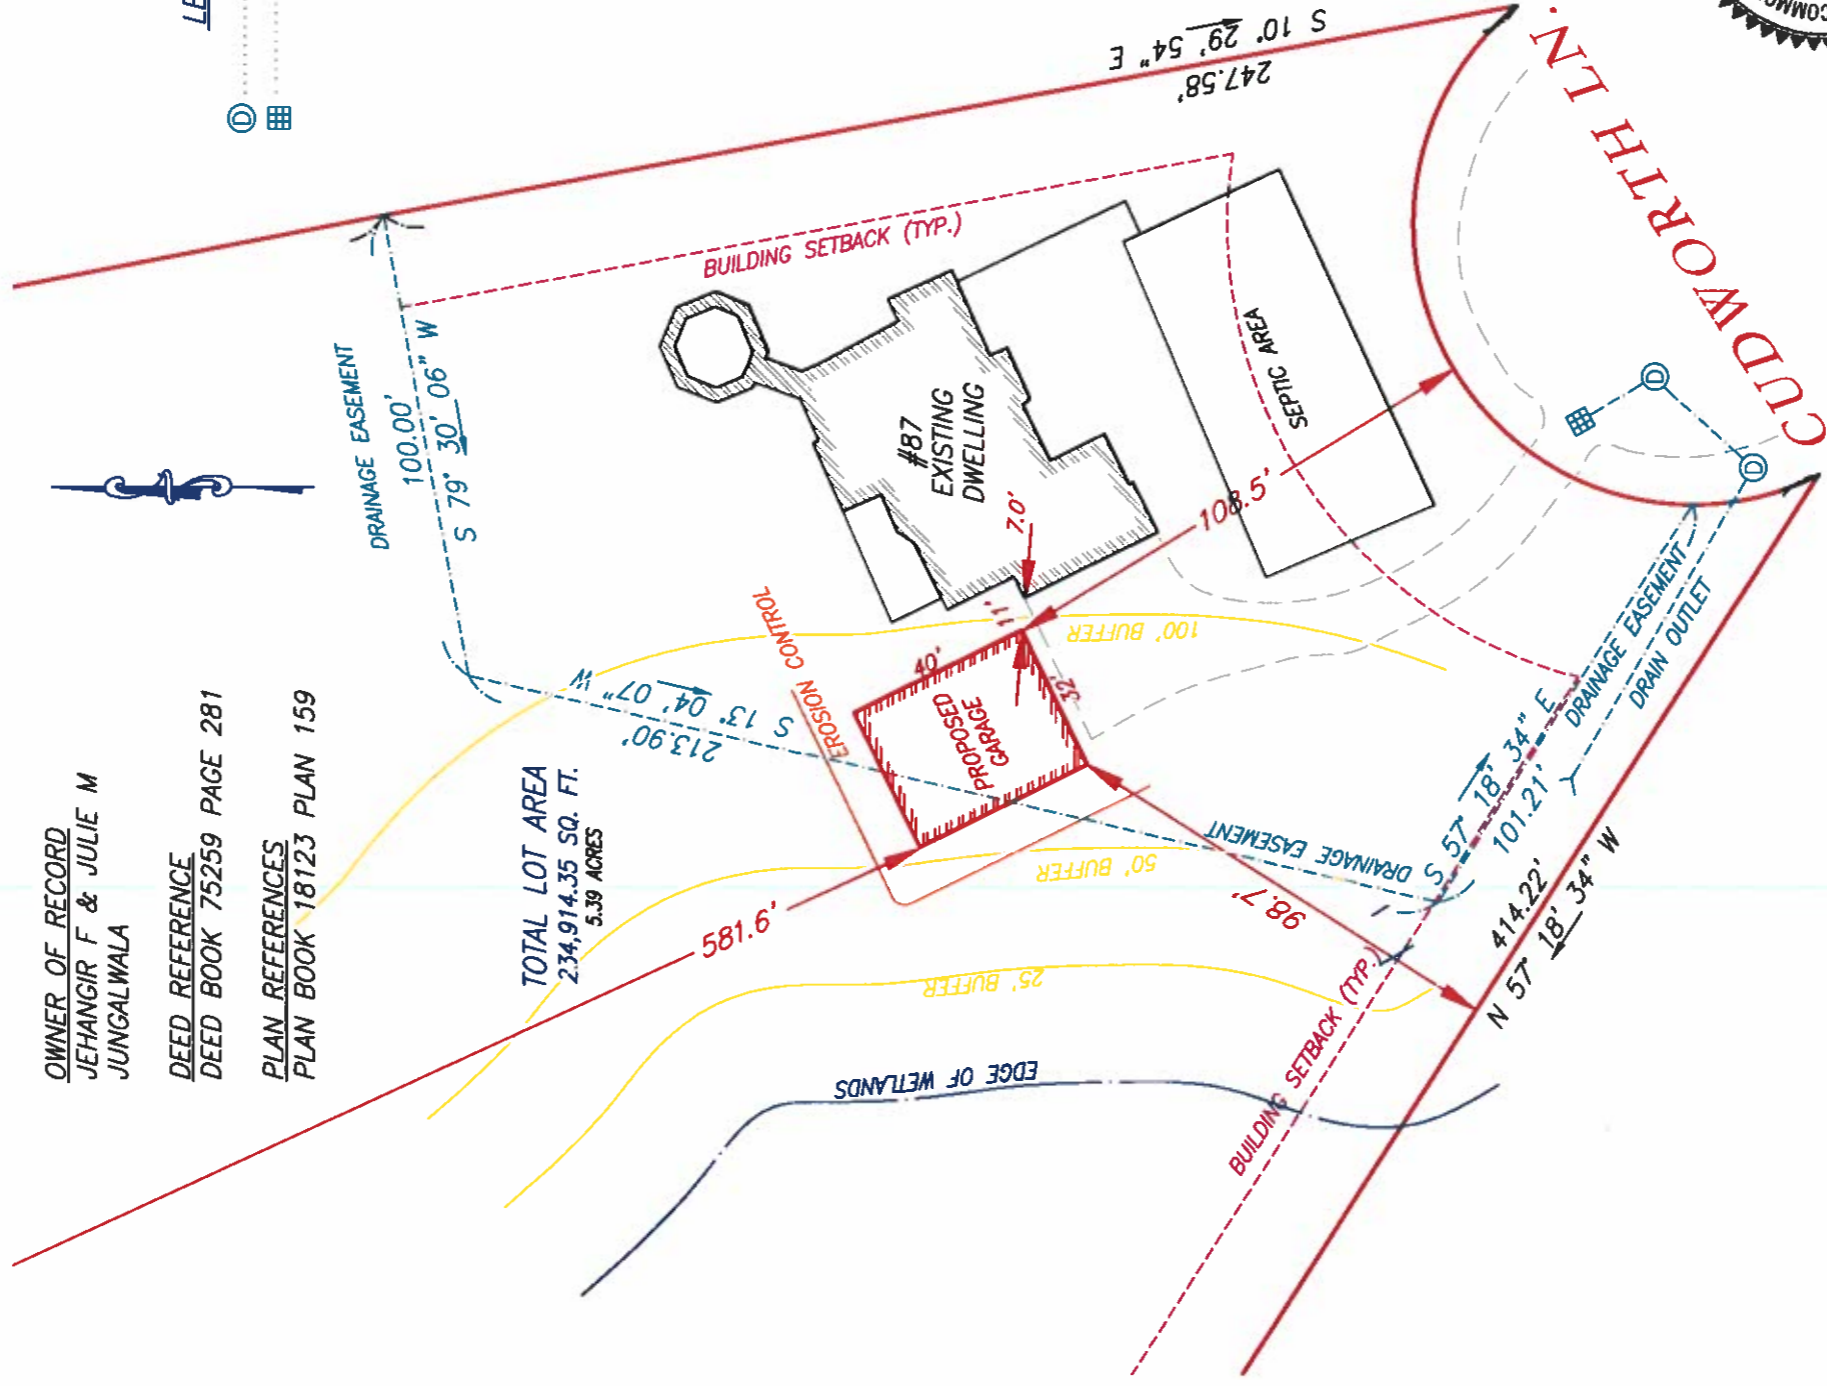 LE
D
OWNER OF RECORD
JEHANGIR F & JULIE M
JUNGALWALA
DEED REFERENCE
DEED BOOK 75259 PAGE 281
PLAN REFERENCES
PLAN BOOK 18123 PLAN 159
TOTAL LOT AREA
234,914.35 SQ. FT.
5.39 ACRES
DRAINAGE EASEMENT
100.00'
S 79° 30' 06" W
S 10° 29' 54" E
247.58'
BUILDING SETBACK (TYP.)
#87
EXISTING
DWELLING
SEPTIC AREA
CUDWORTH LN.
D
D
7.0'
11'
108.5'
EROSION CONTROL
40'
32'
PROPOSED
GARAGE
100' BUFFER
S 13° 04' 07" W
213.90'
581.6'
50' BUFFER
25' BUFFER
98.7'
DRAINAGE EASEMENT
S 57° 18' 34" E
101.21'
DRAINAGE EASEMENT
DRAIN OUTLET
414.22'
N 57° 18' 34" W
BUILDING SETBACK (TYP.)
EDGE OF WETLANDS
COMMO